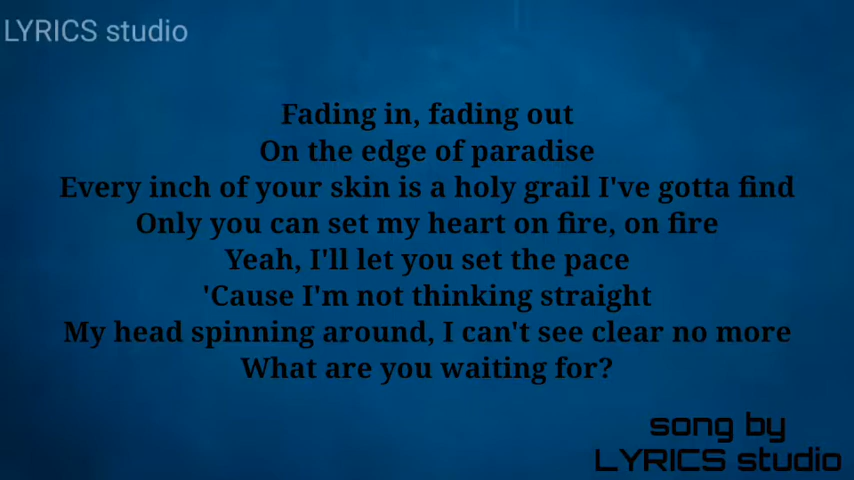 LYRICS studio
Fading in, fading out
On the edge of paradise
Every inch of your skin is a holy grail I've gotta find
Only you can set my heart on fire, on fire
Yeah, I'll let you set the pace
'Cause I'm not thinking straight
My head spinning around, I can't see clear no more
What are you waiting for?
song by
LYRICS studio